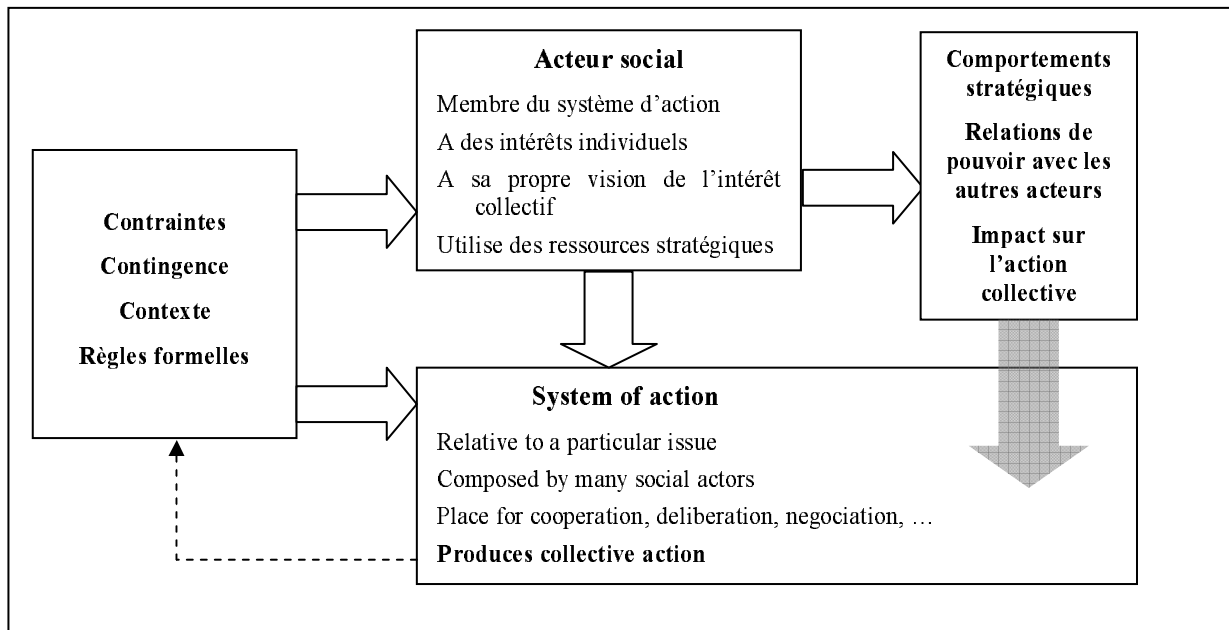 Contraintes
Contingence
Contexte
Règles formelles
Acteur social
Membre du système d’action
A des intérêts individuels
A sa propre vision de l’intérêt
collectif
Utilise des ressources stratégiques
Comportements
stratégiques
Relations de
pouvoir avec les
autres acteurs
Impact sur
l’action
collective
System of action
Relative to a particular issue
Composed by many social actors
Place for cooperation, deliberation, negociation, …
Produces collective action